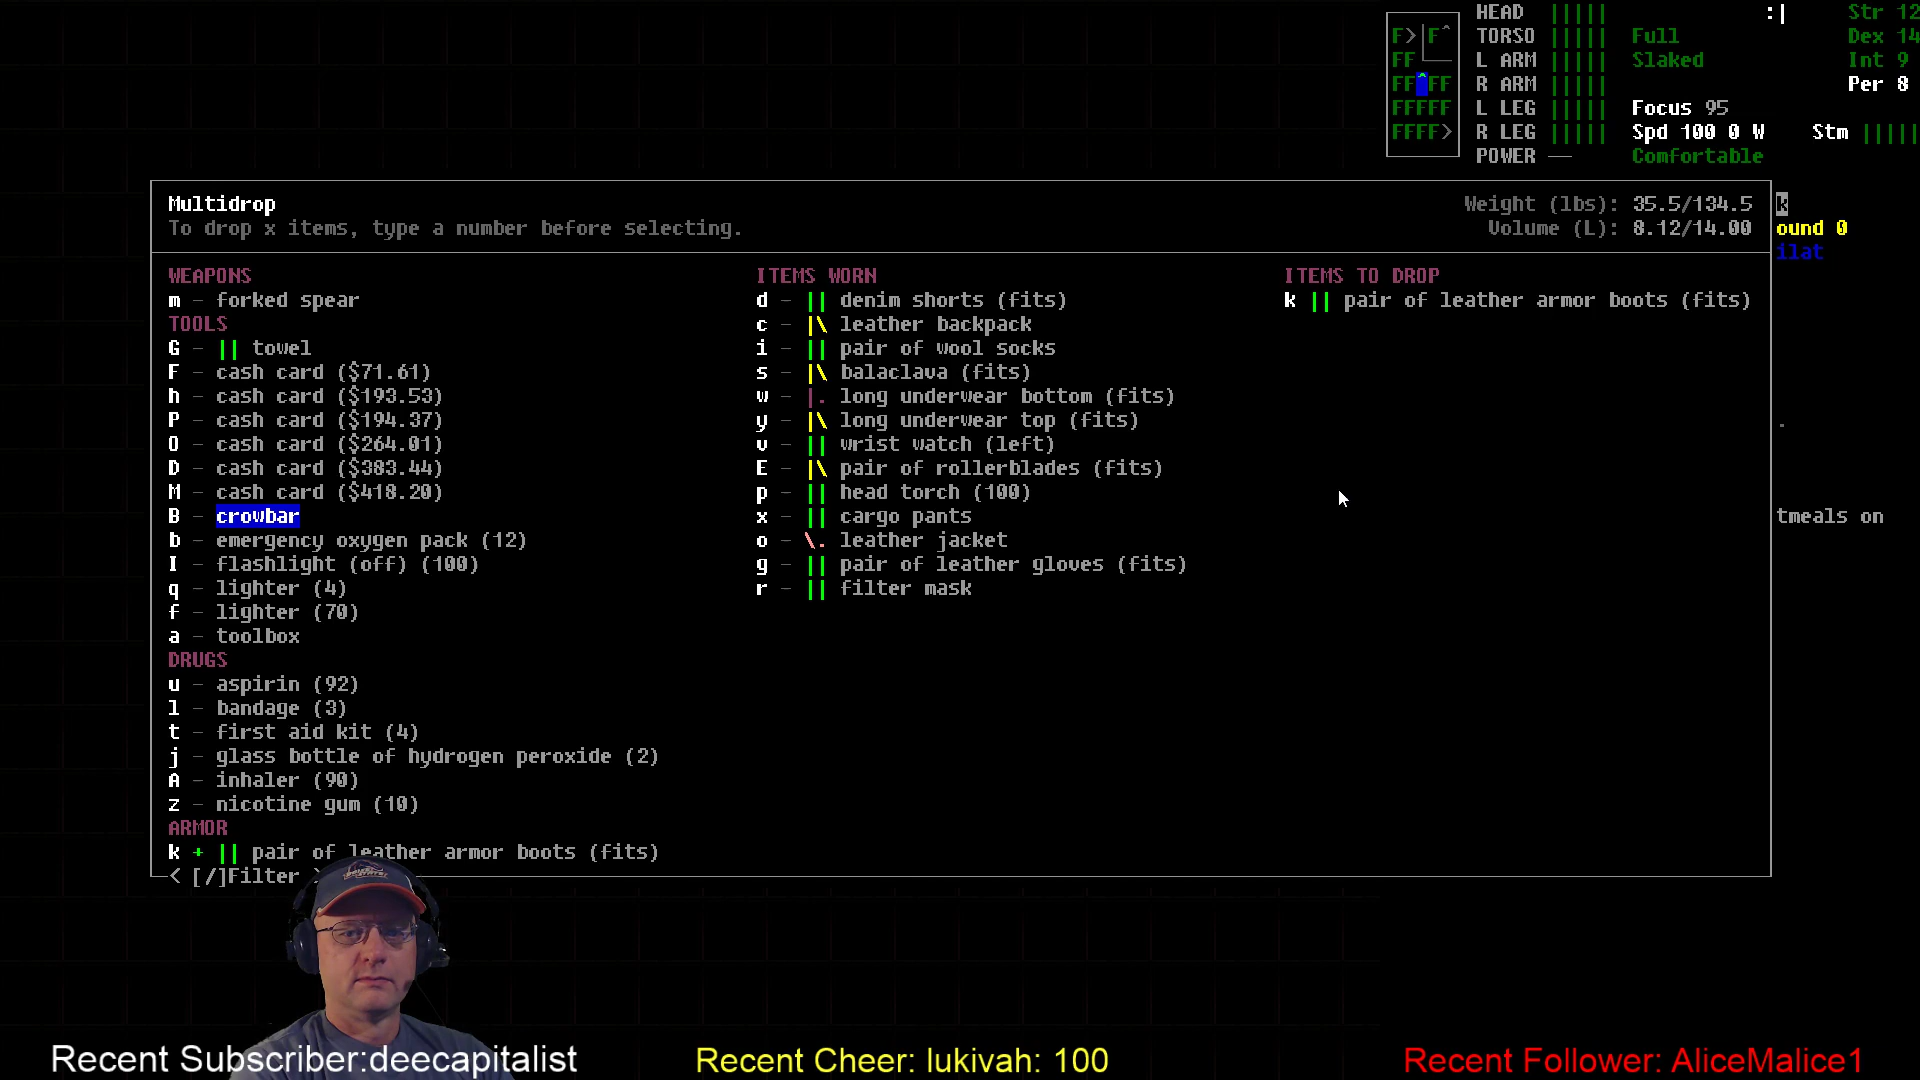 HEAD ||||| :| Str 12
F> F^ TORSO ||||| Full Dex 14
FF L ARM ||||| Slaked Int 9
FF^FF R ARM ||||| Per 8
FFFFF L LEG ||||| Focus 95
FFFF> R LEG ||||| Spd 100 0 W Stm |||||
POWER — Comfortable
Multidrop
To drop x items, type a number before selecting.
Weight (lbs): 35.5/134.5
Volume (L): 8.12/14.00
k
ound 0
ilat
.
tmeals on
WEAPONS
m - forked spear
TOOLS
G - || towel
F - cash card ($71.61)
h - cash card ($193.53)
P - cash card ($194.37)
O - cash card ($264.01)
D - cash card ($383.44)
M - cash card ($418.20)
B - crowbar
b - emergency oxygen pack (12)
I - flashlight (off) (100)
q - lighter (4)
f - lighter (70)
a - toolbox
DRUGS
u - aspirin (92)
l - bandage (3)
t - first aid kit (4)
j - glass bottle of hydrogen peroxide (2)
A - inhaler (90)
z - nicotine gum (10)
ARMOR
k + || pair of leather armor boots (fits)
< [/]Filter
ITEMS WORN
d - || denim shorts (fits)
c - |\ leather backpack
i - || pair of wool socks
s - |\ balaclava (fits)
w - |. long underwear bottom (fits)
y - |\ long underwear top (fits)
v - || wrist watch (left)
E - |\ pair of rollerblades (fits)
p - || head torch (100)
x - || cargo pants
o - \. leather jacket
g - || pair of leather gloves (fits)
r - || filter mask
ITEMS TO DROP
k || pair of leather armor boots (fits)
Recent Subscriber:deecapitalist
Recent Cheer: lukivah: 100
Recent Follower: AliceMalice1